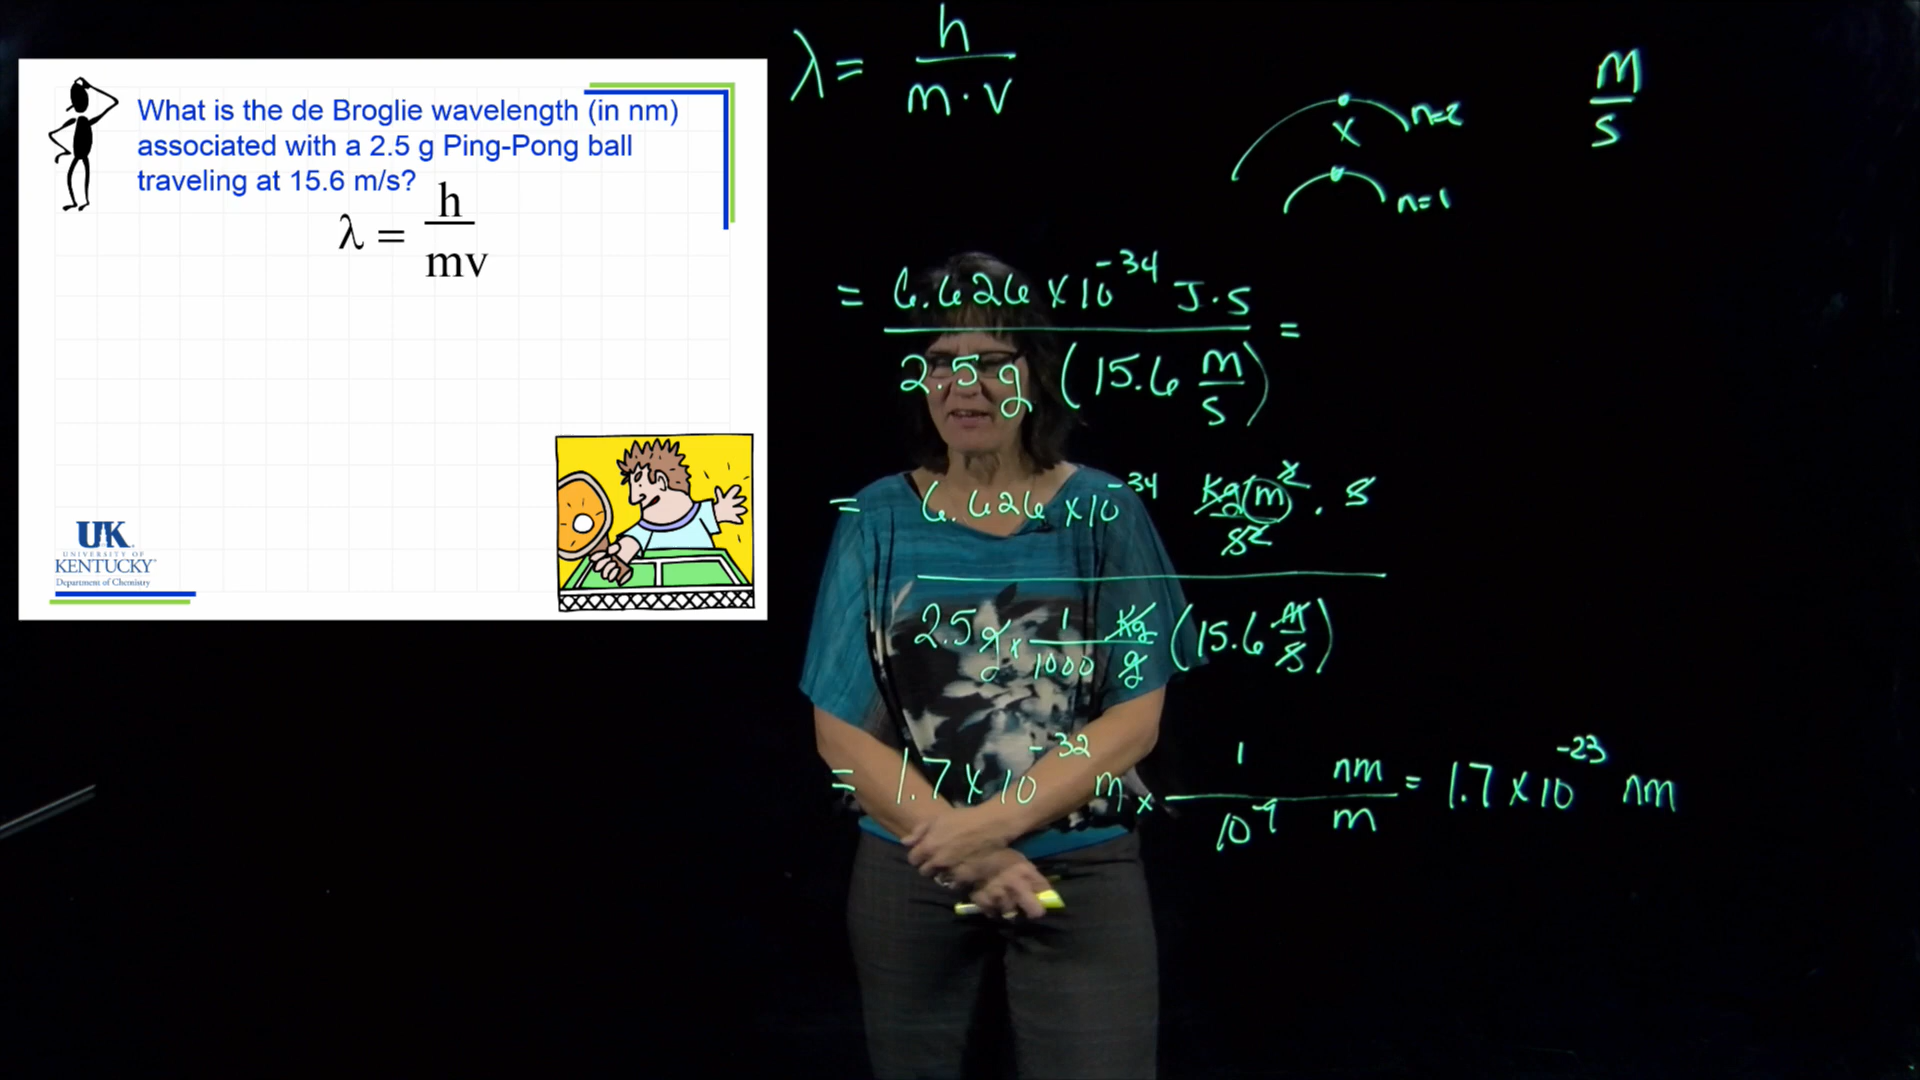 What is the de Broglie wavelength (in nm)
associated with a 2.5 g Ping-Pong ball
traveling at 15.6 m/s?
λ = h / mv
UK
UNIVERSITY OF
KENTUCKY
Department of Chemistry
λ = h / m · v
n=2
x
n=1
m / s
= 6.626 x 10^-34 J · s / 2.5 g (15.6 m/s) =
= 6.626 x 10^-34 kg m^2 / s^2 · s / 2.5 g x 1/1000 kg/g (15.6 m/s)
= 1.7 x 10^-32 m x 1 nm / 10^-9 m = 1.7 x 10^-23 nm